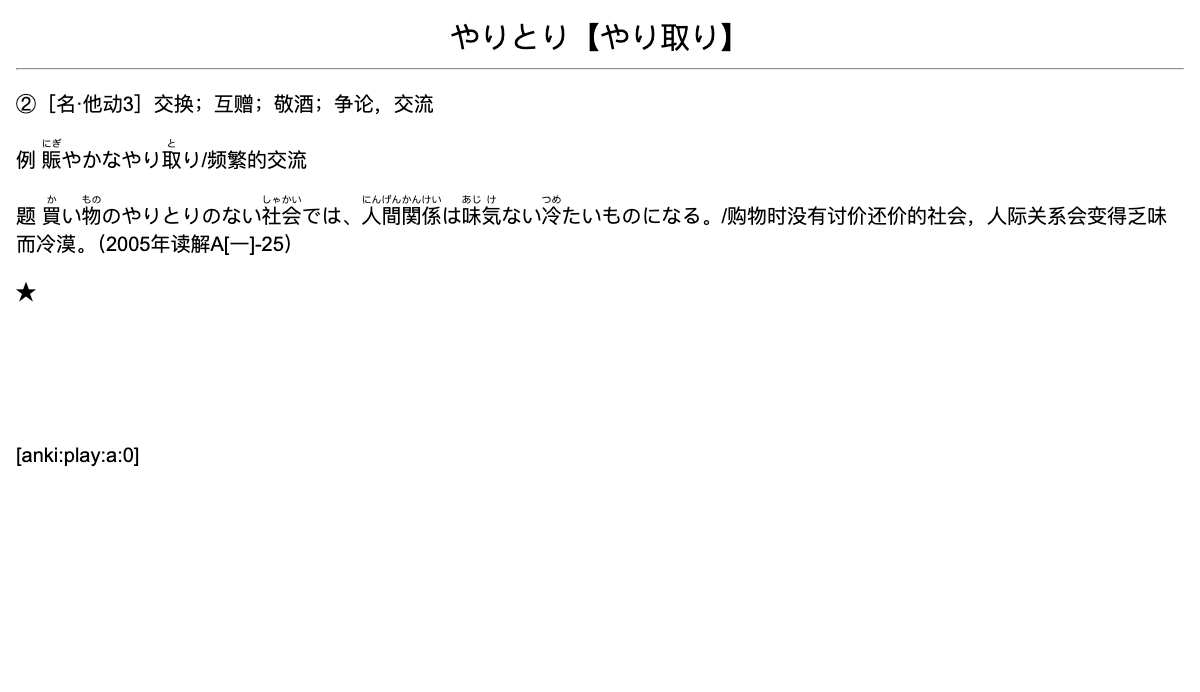 やりとり【やり取り】
②［名·他动3］交换；互赠；敬酒；争论，交流
にぎ と
例 賑やかなやり取り/频繁的交流
か もの しゃかい にんげんかんけい あじ け つめ
题 買い物のやりとりのない社会では、人間関係は味気ない冷たいものになる。/购物时没有讨价还价的社会，人际关系会变得乏味
而冷漠。（2005年读解A[一]-25）
★
[anki:play:a:0]